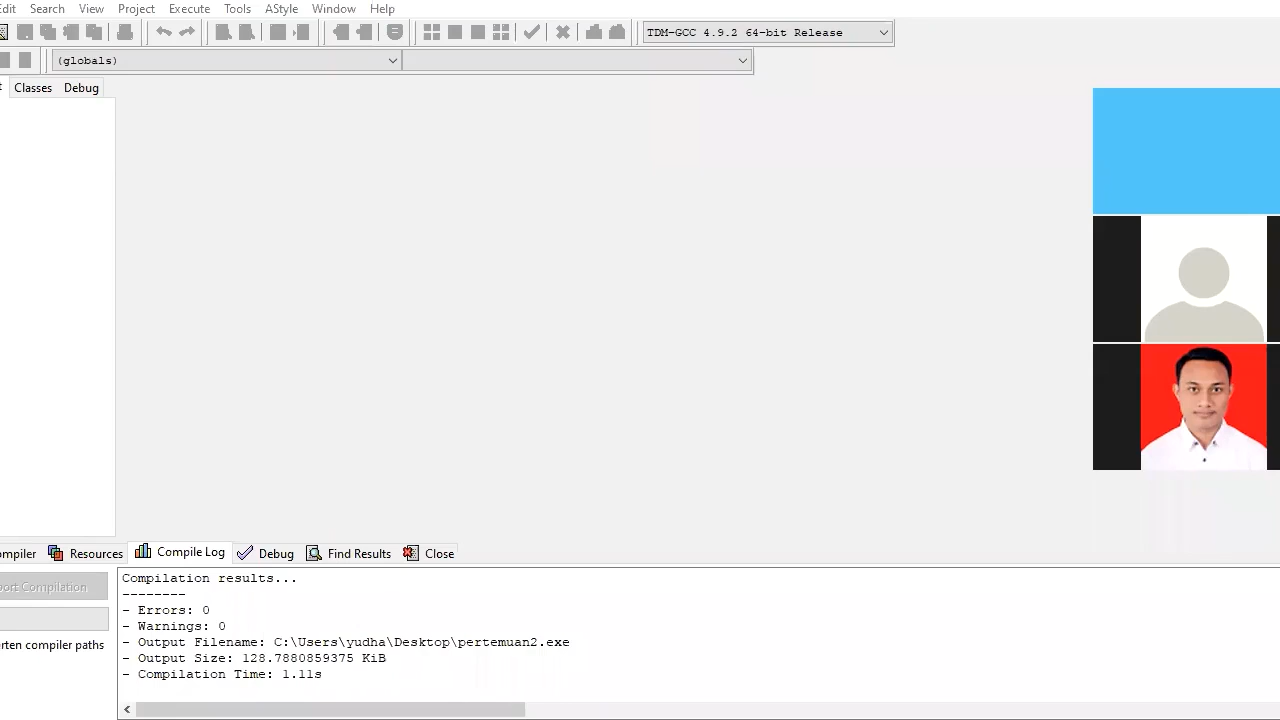 Edit Search View Project Execute Tools AStyle Window Help
TDM-GCC 4.9.2 64-bit Release
(globals)
Classes Debug
ompiler Resources Compile Log Debug Find Results Close
ort Compilation
rten compiler paths
Compilation results...
--------
- Errors: 0
- Warnings: 0
- Output Filename: C:\Users\yudha\Desktop\pertemuan2.exe
- Output Size: 128.7880859375 KiB
- Compilation Time: 1.11s